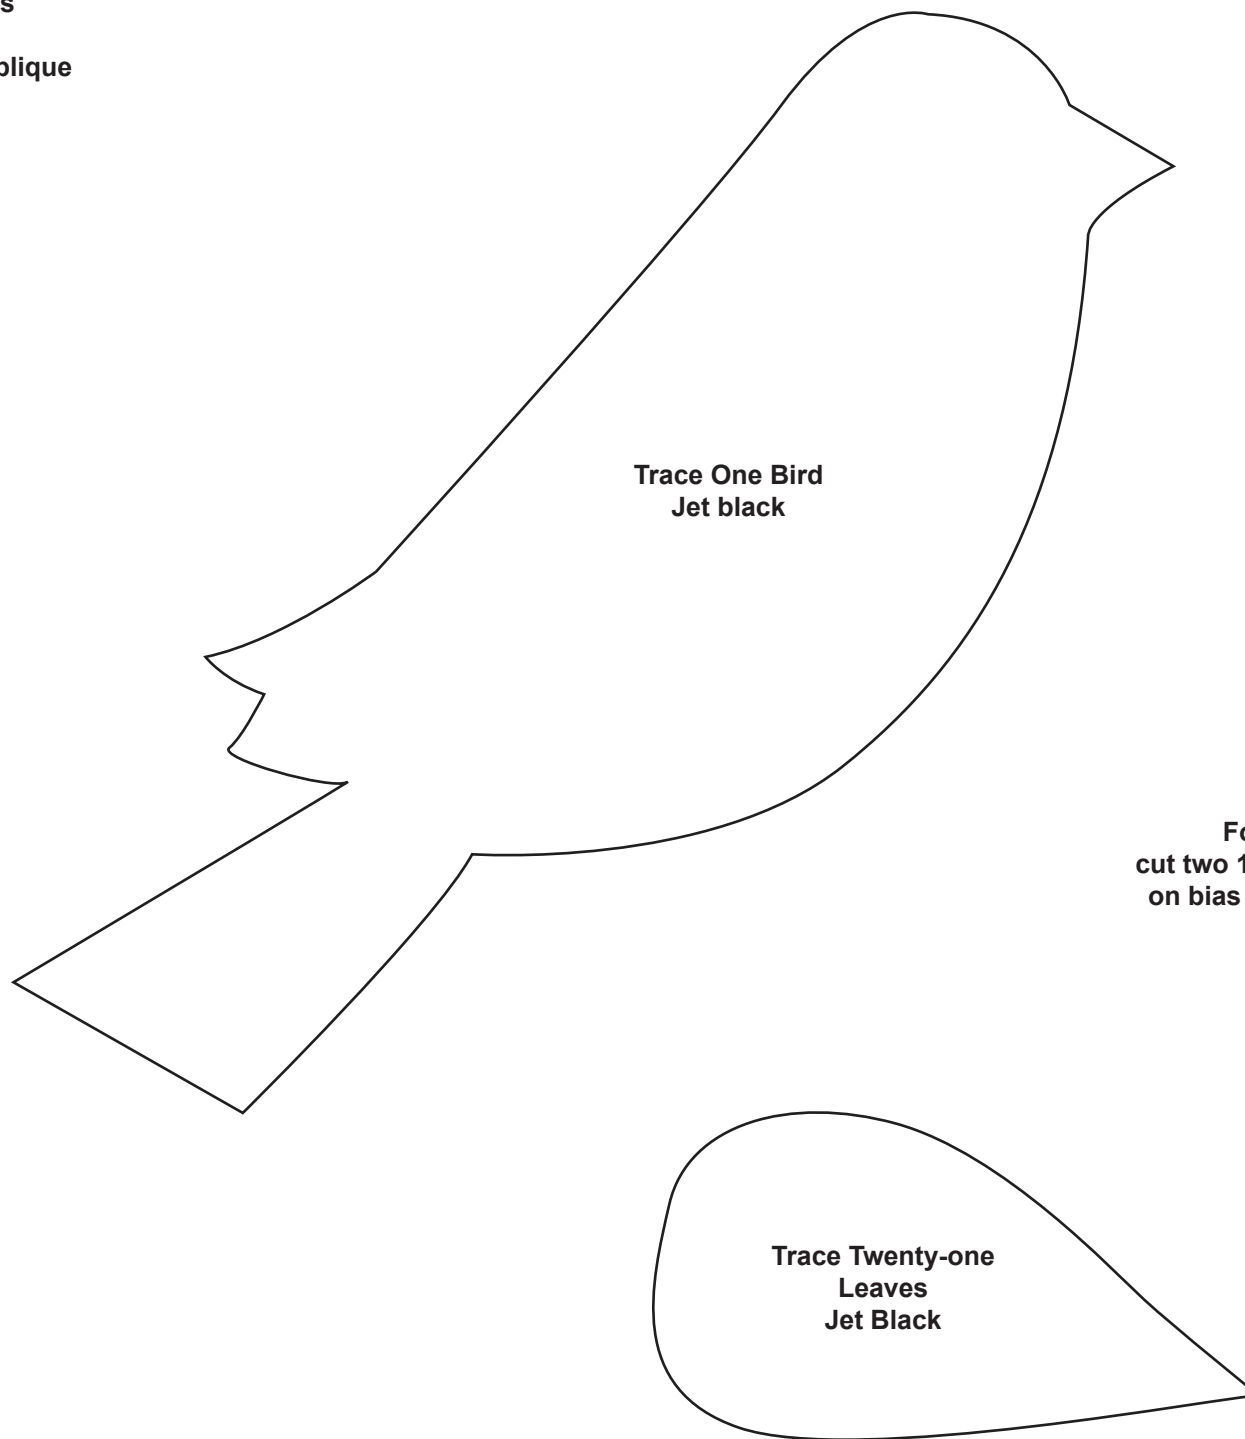 s
plique
Trace One Bird
Jet black
Fo
cut two 1
on bias
Trace Twenty-one
Leaves
Jet Black